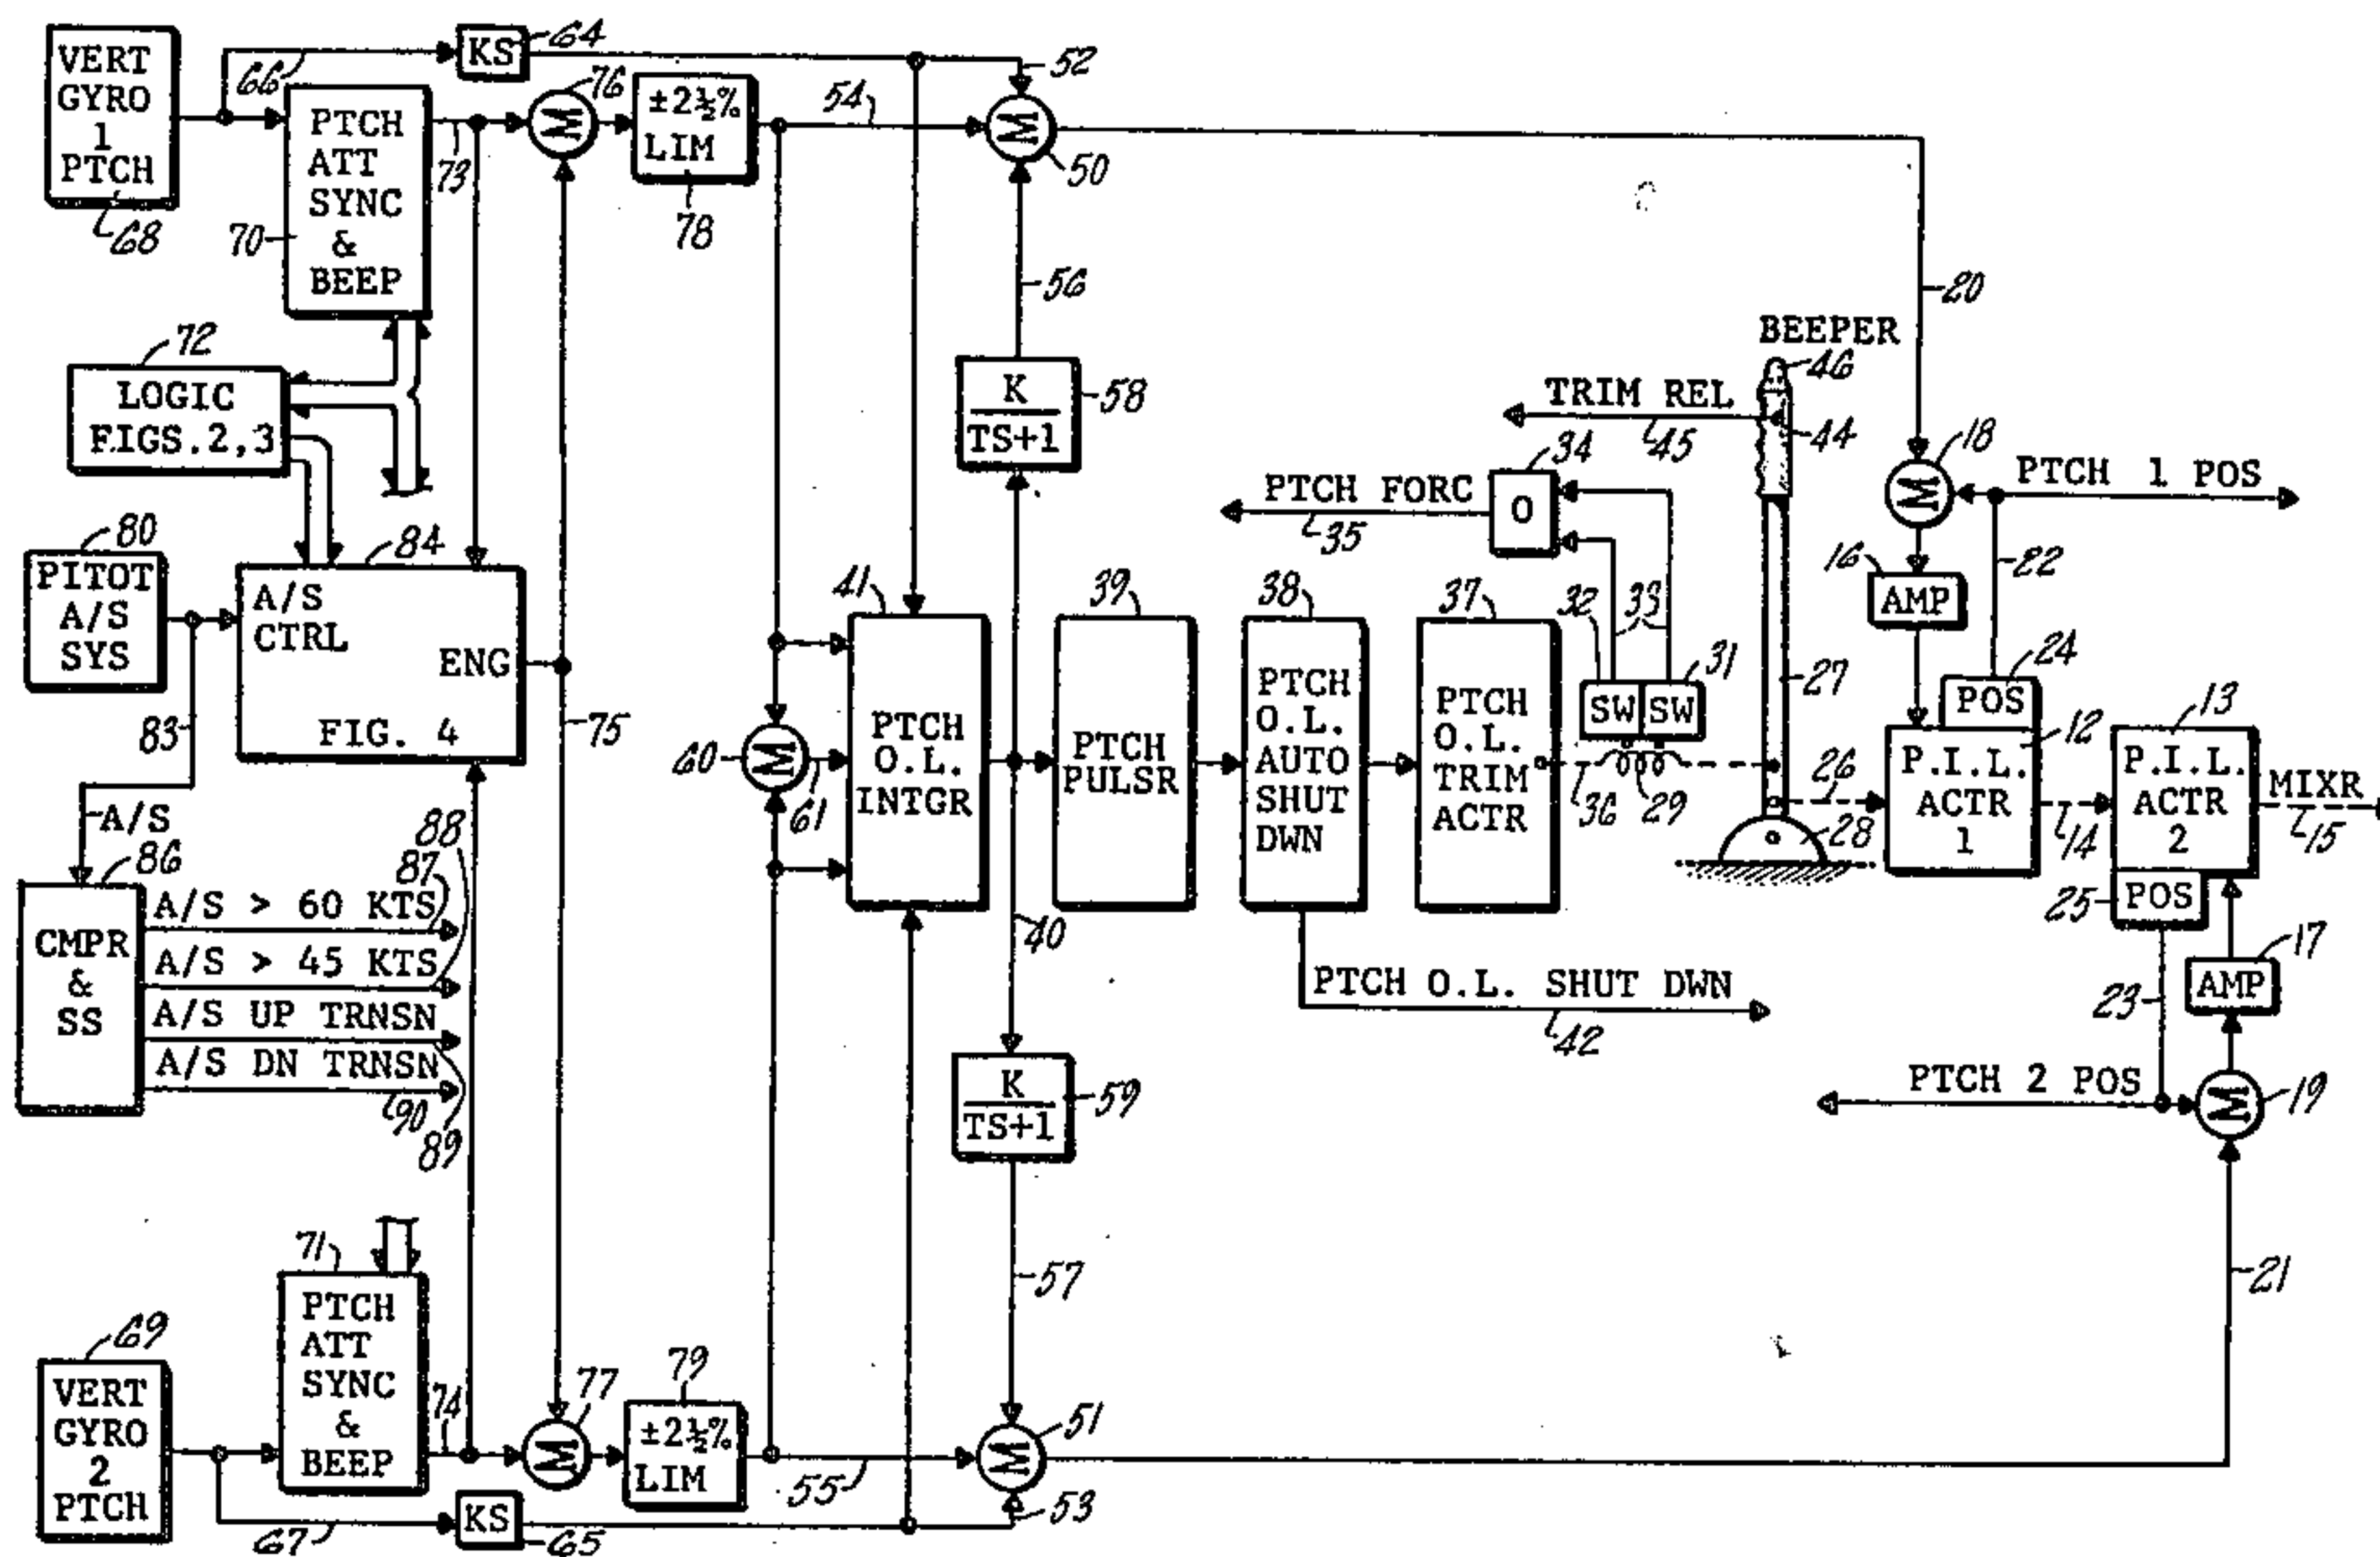 VERT
GYRO
1
PTCH
68
66
KS
64
PTCH
ATT
SYNC
&
BEEP
70
73
M
76
±2½%
LIM
78
54
52
M
50
56
K
TS+1
58
20
72
LOGIC
FIGS. 2,3
80
PITOT
A/S
SYS
83
84
A/S
CTRL
ENG
FIG. 4
75
A/S
86
CMPR
&
SS
A/S > 60 KTS
87
A/S > 45 KTS
88
A/S UP TRNSN
89
A/S DN TRNSN
90
M
60
61
41
PTCH
O.L.
INTGR
40
39
PTCH
PULSR
38
PTCH
O.L.
AUTO
SHUT
DWN
PTCH O.L. SHUT DWN
42
37
PTCH
O.L.
TRIM
ACTR
36
29
32
33
31
SW
SW
34
O
PTCH FORC
35
TRIM REL
45
BEEPER
46
44
27
28
26
18
M
PTCH 1 POS
22
16
AMP
24
POS
12
P.I.L.
ACTR
1
14
13
P.I.L.
ACTR
2
MIXR
15
25
POS
23
17
AMP
PTCH 2 POS
M
19
21
K
TS+1
59
57
69
VERT
GYRO
2
PTCH
67
KS
65
71
PTCH
ATT
SYNC
&
BEEP
74
77
M
79
±2½%
LIM
55
M
51
53